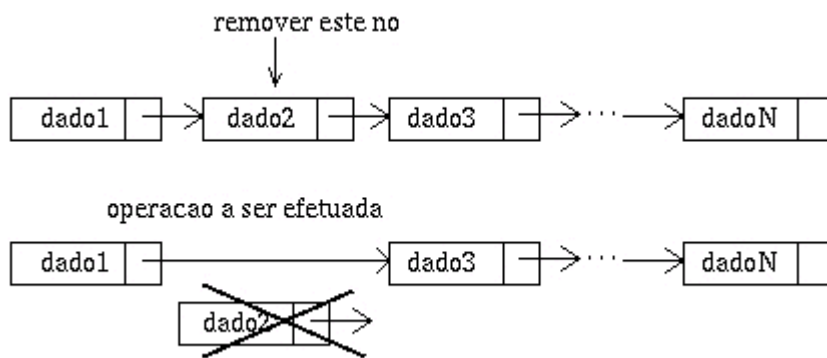 remover este no
dado1 dado2 dado3 ... dadoN
operacao a ser efetuada
dado1 dado3 ... dadoN
dado2